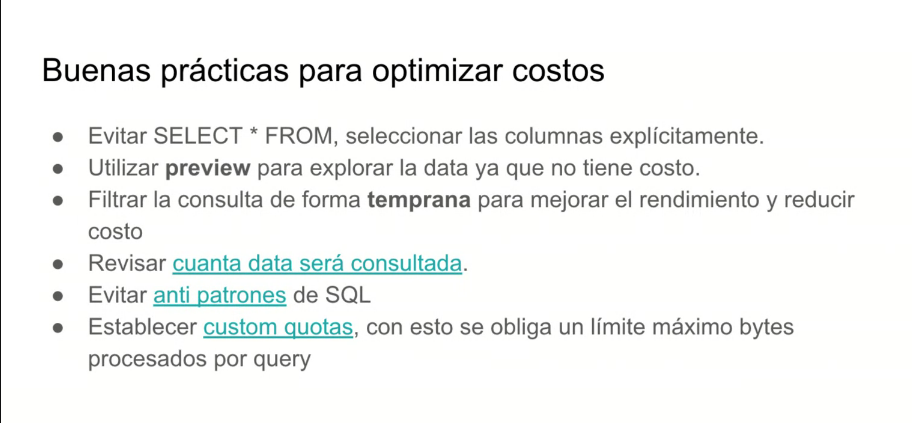 Buenas prácticas para optimizar costos
● Evitar SELECT * FROM, seleccionar las columnas explícitamente.
● Utilizar preview para explorar la data ya que no tiene costo.
● Filtrar la consulta de forma temprana para mejorar el rendimiento y reducir
costo
● Revisar cuanta data será consultada.
● Evitar anti patrones de SQL
● Establecer custom quotas, con esto se obliga un límite máximo bytes
procesados por query